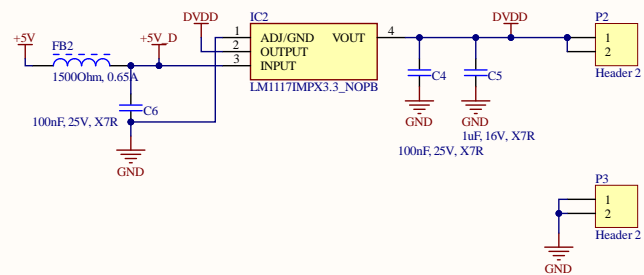 +5V
FB2
1500Ohm, 0.65A
+5V_D
C6
100nF, 25V, X7R
GND
DVDD
IC2
1 ADJ/GND VOUT 4
2 OUTPUT
3 INPUT
LM1117IMPX3.3_NOPB
C4
GND
100nF, 25V, X7R
C5
GND
1uF, 16V, X7R
DVDD
P2
1
2
Header 2
P3
1
2
Header 2
GND